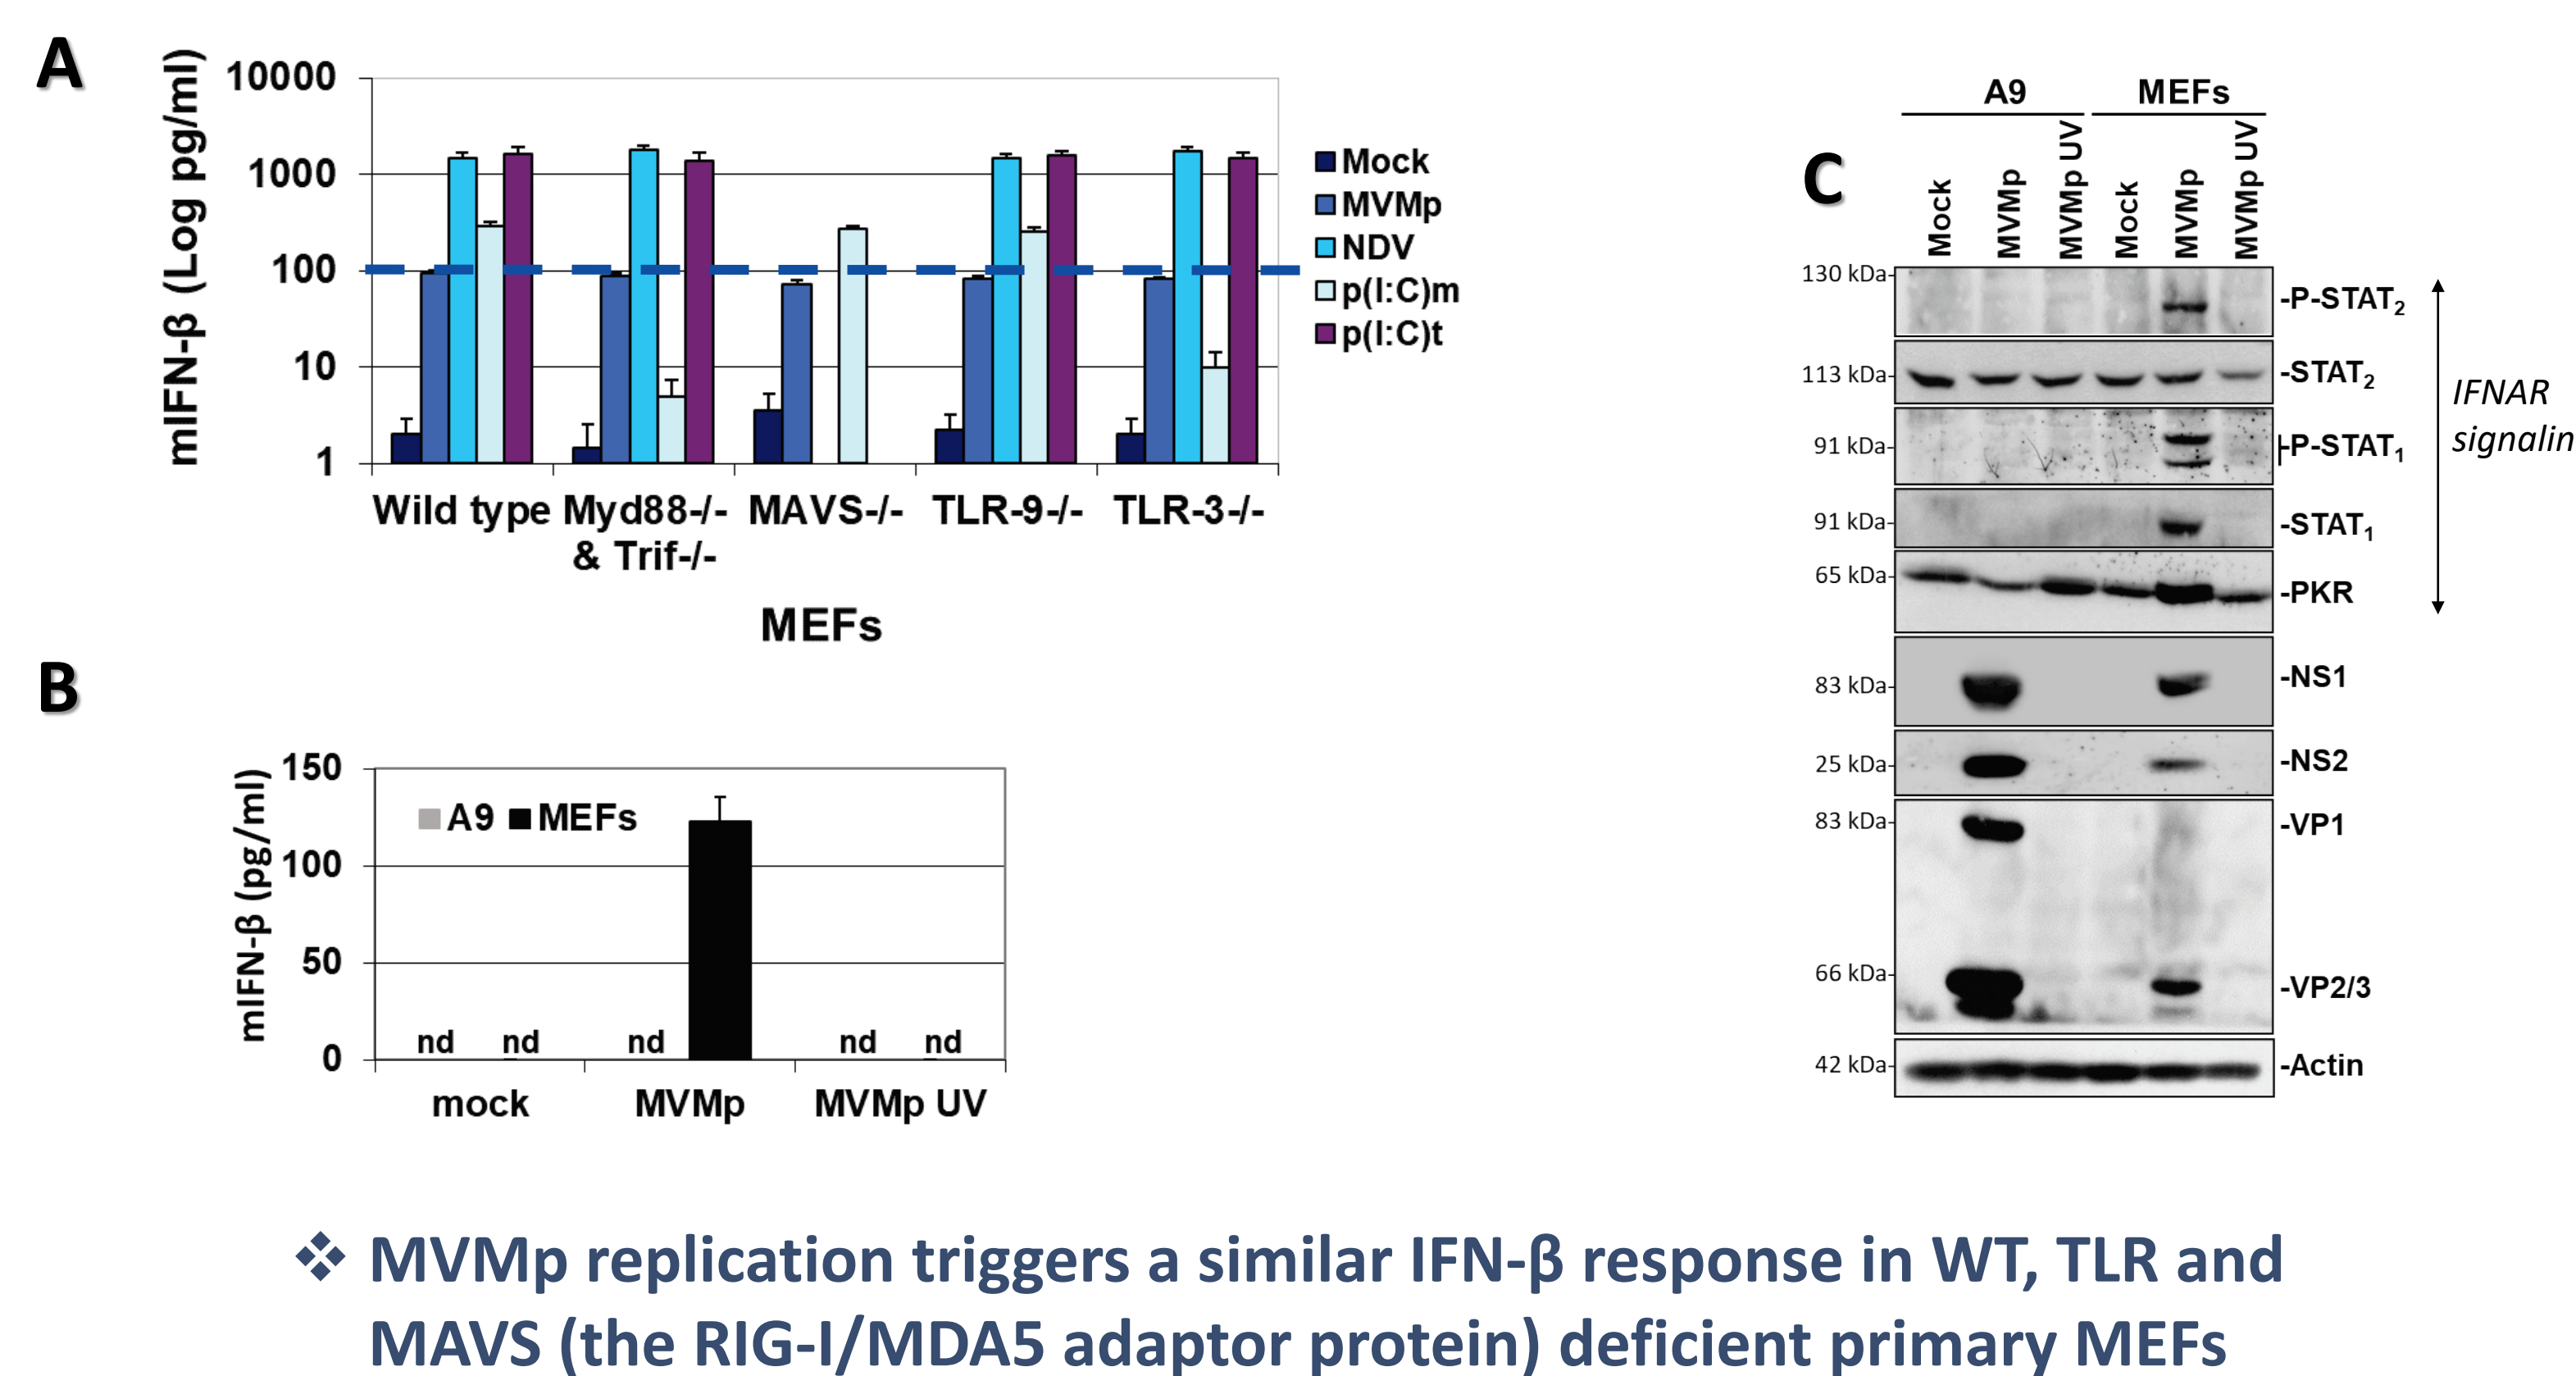 A
mIFN-β (Log pg/ml)
10000
1000
100
10
1
Mock
MVMp
NDV
p(I:C)m
p(I:C)t
Wild type
Myd88-/-
& Trif-/-
MAVS-/-
TLR-9-/-
TLR-3-/-
MEFs
B
mIFN-β (pg/ml)
150
100
50
0
A9
MEFs
nd
nd
nd
nd
nd
mock
MVMp
MVMp UV
C
A9
MEFs
Mock
MVMp
MVMp UV
Mock
MVMp
MVMp UV
130 kDa-
-P-STAT₂
113 kDa-
-STAT₂
91 kDa-
-P-STAT₁
91 kDa-
-STAT₁
65 kDa-
-PKR
IFNAR
signalin
83 kDa-
-NS1
25 kDa-
-NS2
83 kDa-
-VP1
66 kDa-
-VP2/3
42 kDa-
-Actin
❖ MVMp replication triggers a similar IFN-β response in WT, TLR and
MAVS (the RIG-I/MDA5 adaptor protein) deficient primary MEFs